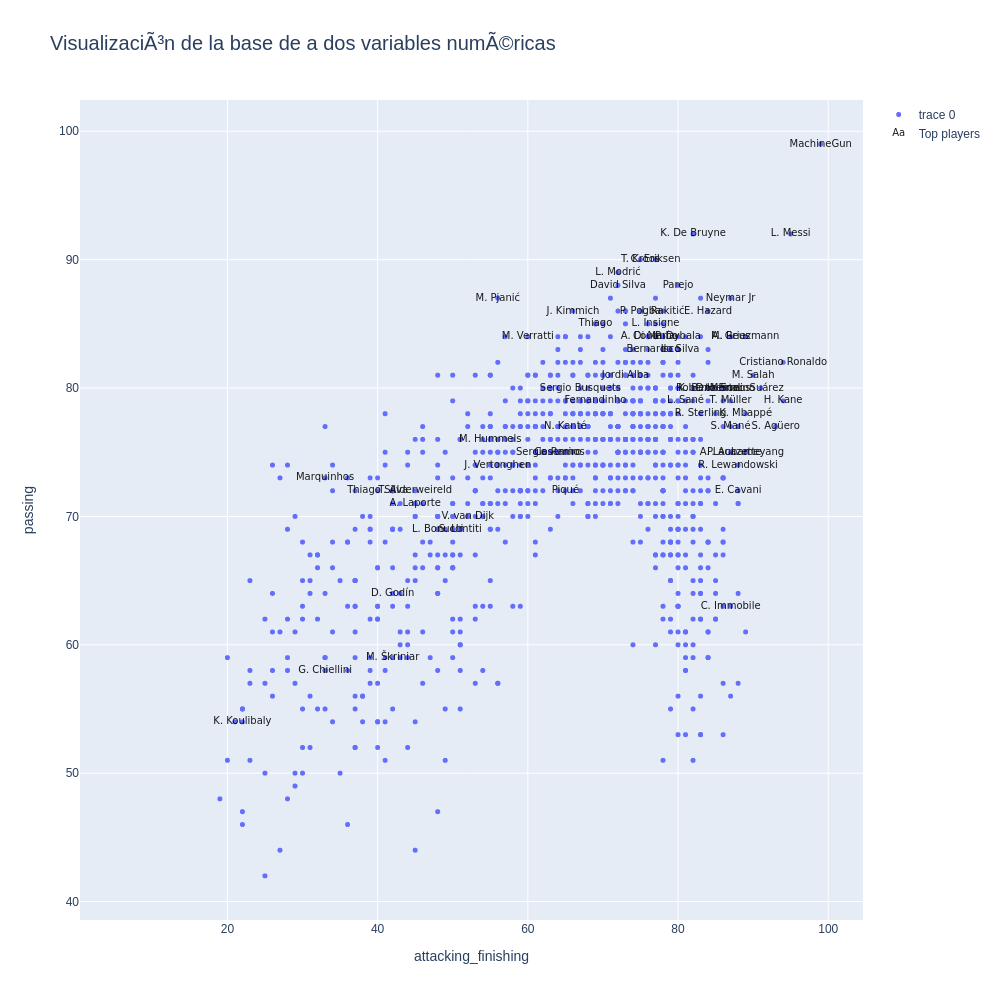 VisualizaciÃ³n de la base de a dos variables numÃ©ricas
trace 0
Top players
Aa
100
MachineGun
K. De Bruyne
L. Messi
90
L. Modrić
David Silva
Parejo
M. Pjanić
Neymar Jr
J. Kimmich
E. Hazard
Thiago
L. Insigne
M. Verratti
Cristiano Ronaldo
Jordi Alba
M. Salah
80
Sergio Busquets
Fernandinho
L. Sané
T. Müller
H. Kane
R. Sterling
K. Mbappé
N. Kanté
S. Mané
S. Agüero
M. Hummels
J. Vertonghen
R. Lewandowski
Marquinhos
Piqué
E. Cavani
A. Laporte
70
V. van Dijk
D. Godín
C. Immobile
60
M. Škriniar
G. Chiellini
K. Koulibaly
50
40
20
40
60
80
100
passing
attacking_finishing